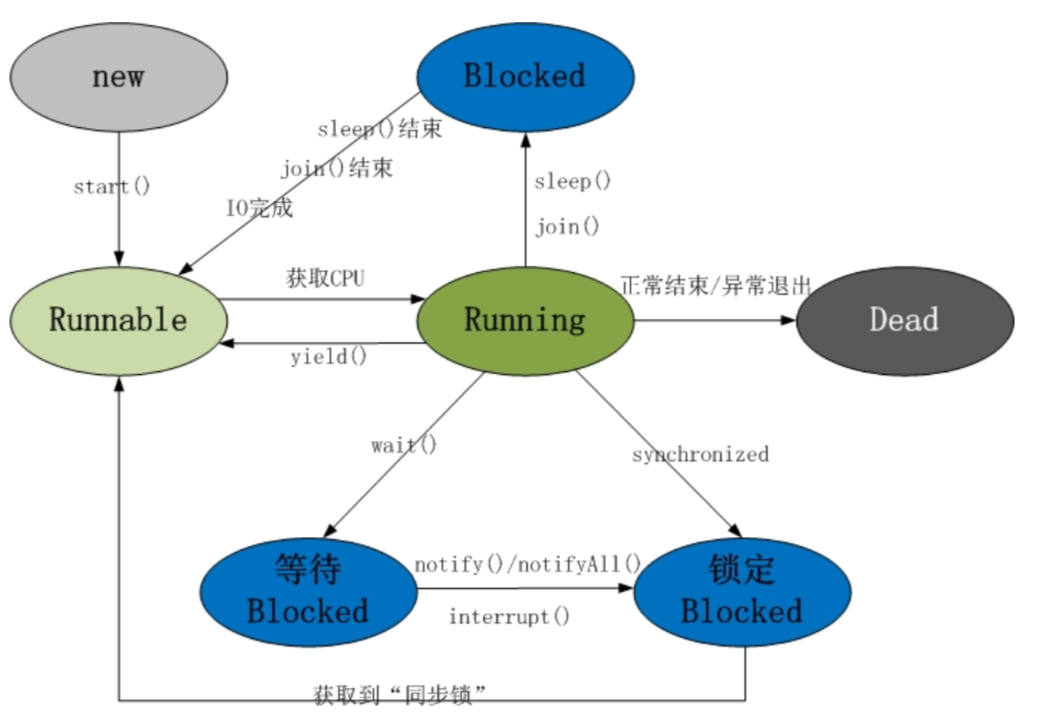 new
Blocked
sleep()结束
join()结束
start()
sleep()
IO完成
join()
获取CPU
正常结束/异常退出
Runnable
Running
Dead
yield()
wait()
synchronized
等待
Blocked
notify()/notifyAll()
interrupt()
锁定
Blocked
获取到“同步锁”